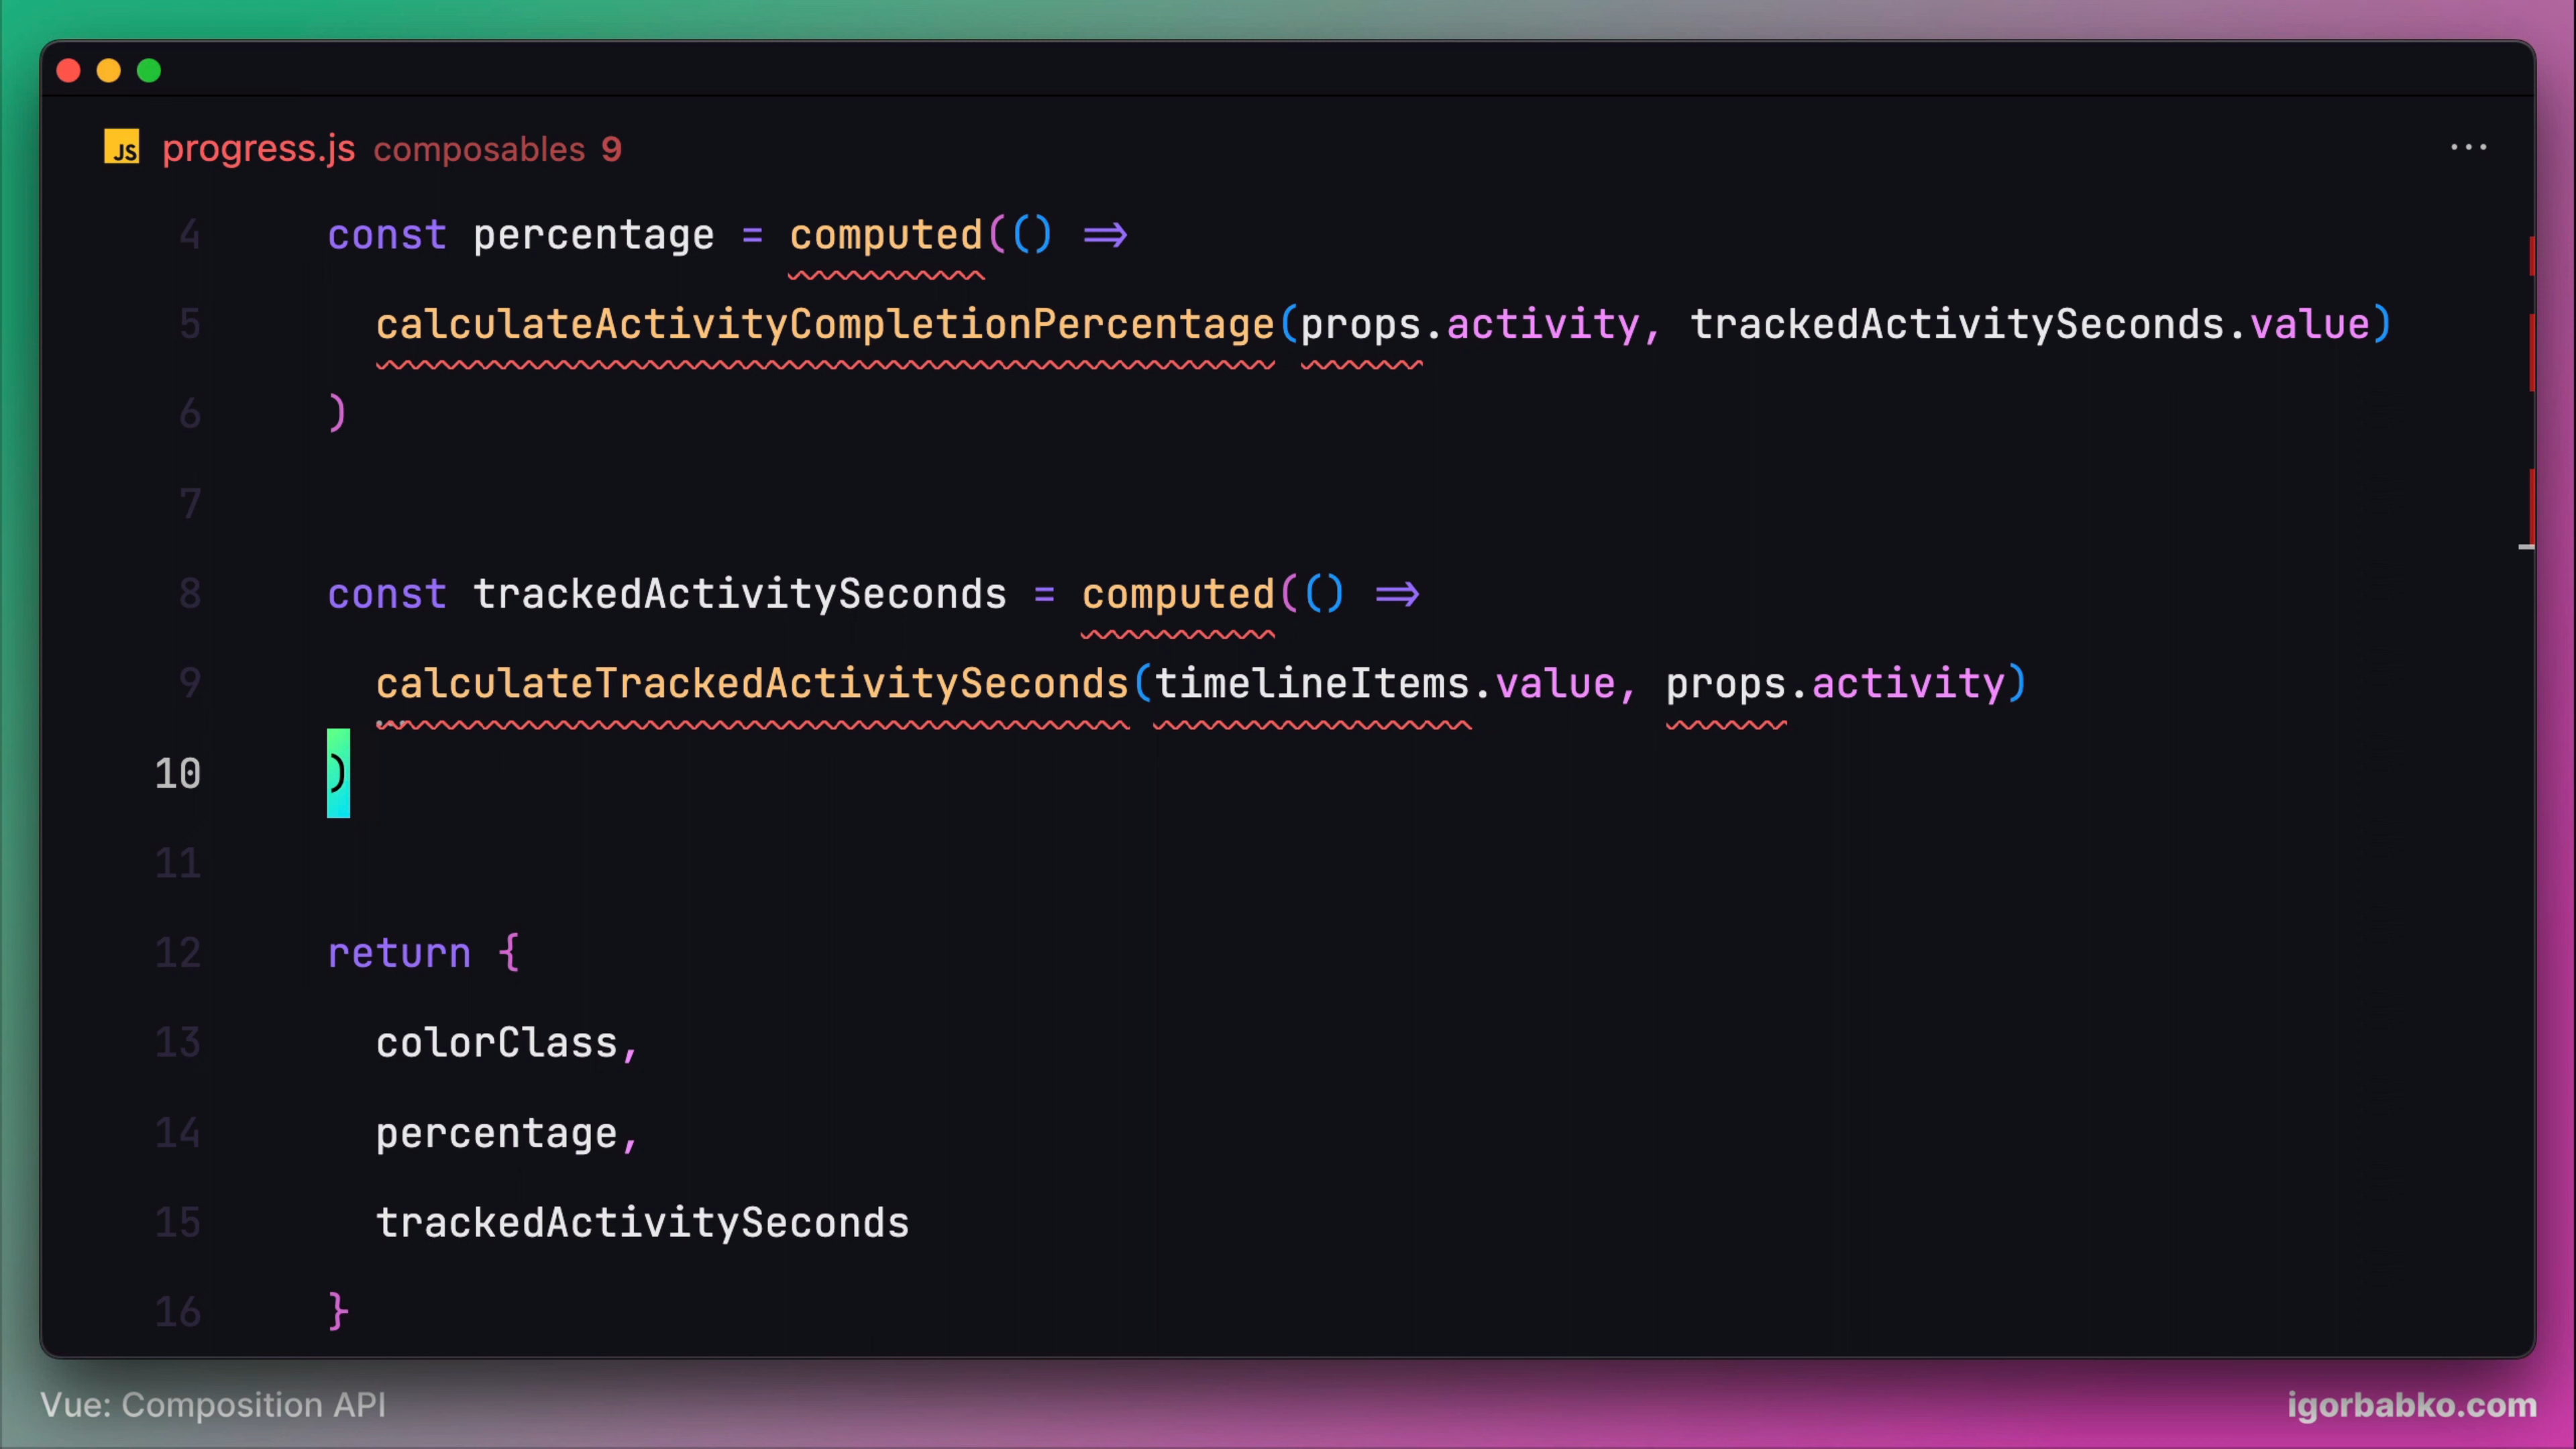 JS progress.js composables 9 ...
4 const percentage = computed(() =>
5 calculateActivityCompletionPercentage(props.activity, trackedActivitySeconds.value)
6 )
7
8 const trackedActivitySeconds = computed(() =>
9 calculateTrackedActivitySeconds(timelineItems.value, props.activity)
10 )
11
12 return {
13 colorClass,
14 percentage,
15 trackedActivitySeconds
16 }
Vue: Composition API
igorbabko.com